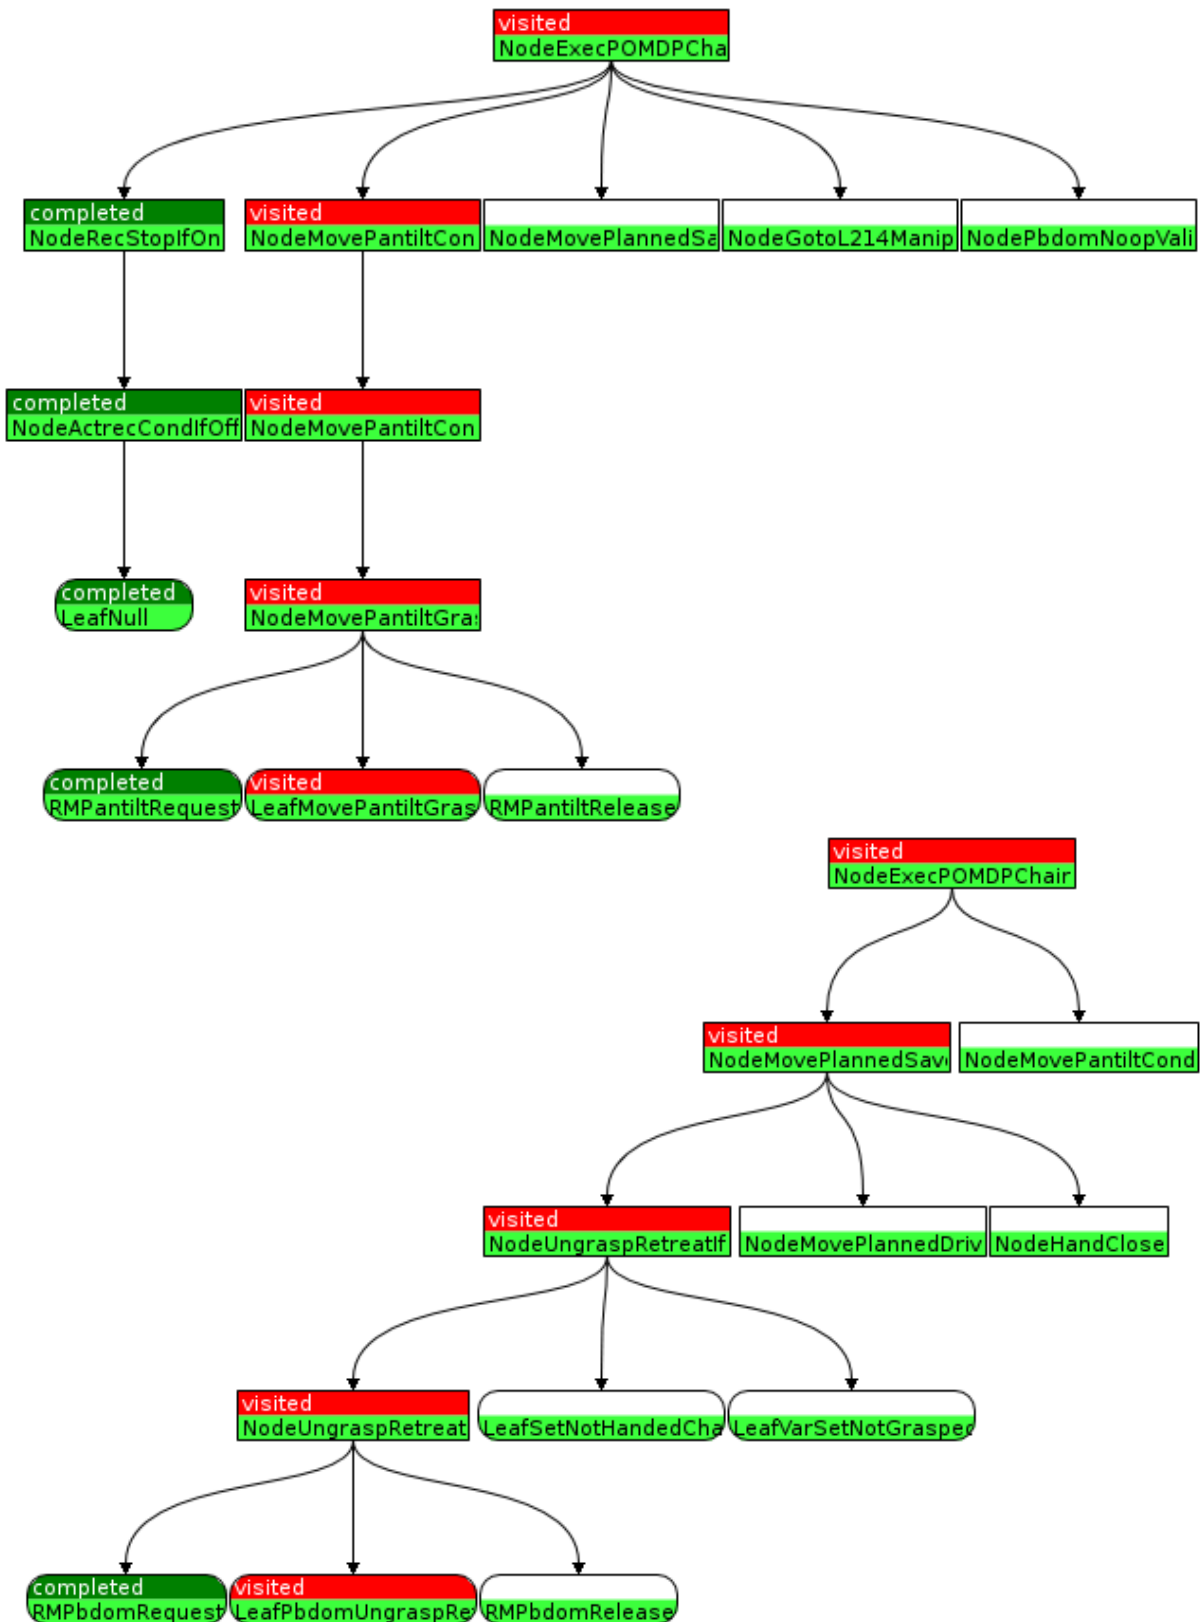 visited
NodeExecPOMDPCha
completed
NodeRecStopIfOn
visited
NodeMovePantiltCon
NodeMovePlannedSa
NodeGotoL214Manip
NodePbdomNoopVali
completed
NodeActrecCondIfOff
visited
NodeMovePantiltCon
completed
LeafNull
visited
NodeMovePantiltGras
completed
RMPantiltRequest
visited
LeafMovePantiltGras
RMPantiltRelease
visited
NodeExecPOMDPChair
visited
NodeMovePlannedSav
NodeMovePantiltCond
visited
NodeUngraspRetreatIf
NodeMovePlannedDriv
NodeHandClose
visited
NodeUngraspRetreat
LeafSetNotHandedCha
LeafVarSetNotGrasped
completed
RMPbdomRequest
visited
LeafPbdomUngraspRe
RMPbdomRelease